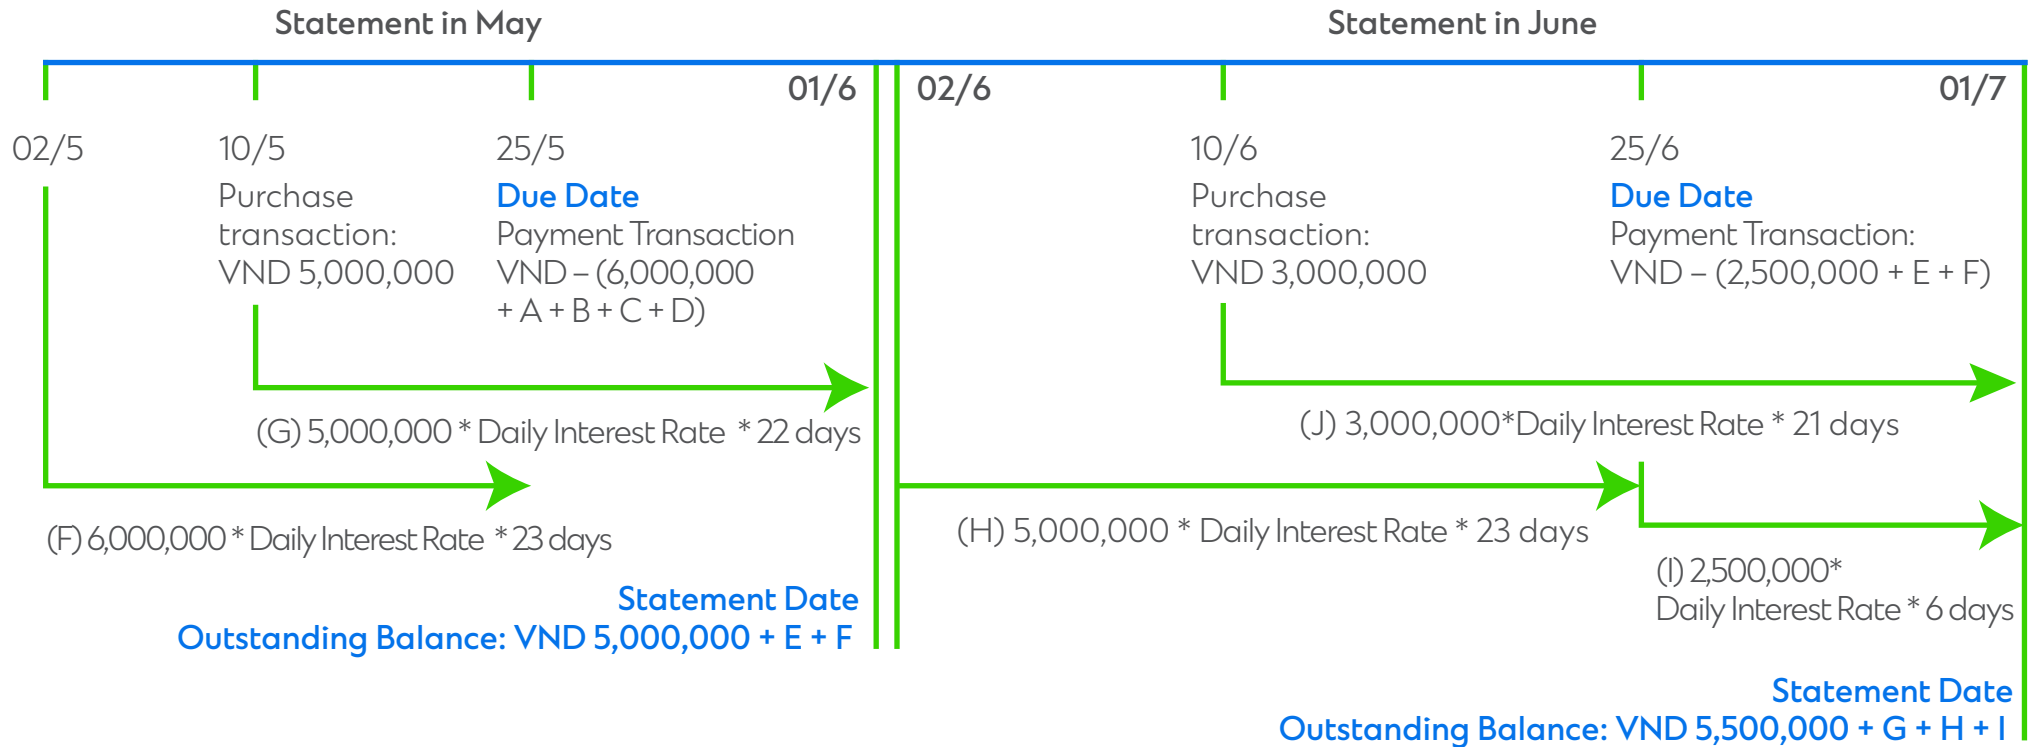 Statement in May
Statement in June
01/6
02/6
01/7
02/5
10/5
Purchase
transaction:
VND 5,000,000
25/5
Due Date
Payment Transaction
VND – (6,000,000
+ A + B + C + D)
10/6
Purchase
transaction:
VND 3,000,000
25/6
Due Date
Payment Transaction:
VND – (2,500,000 + E + F)
(G) 5,000,000 * Daily Interest Rate * 22 days
(J) 3,000,000*Daily Interest Rate * 21 days
(F) 6,000,000 * Daily Interest Rate * 23 days
(H) 5,000,000 * Daily Interest Rate * 23 days
(I) 2,500,000*
Daily Interest Rate * 6 days
Statement Date
Outstanding Balance: VND 5,000,000 + E + F
Statement Date
Outstanding Balance: VND 5,500,000 + G + H + I